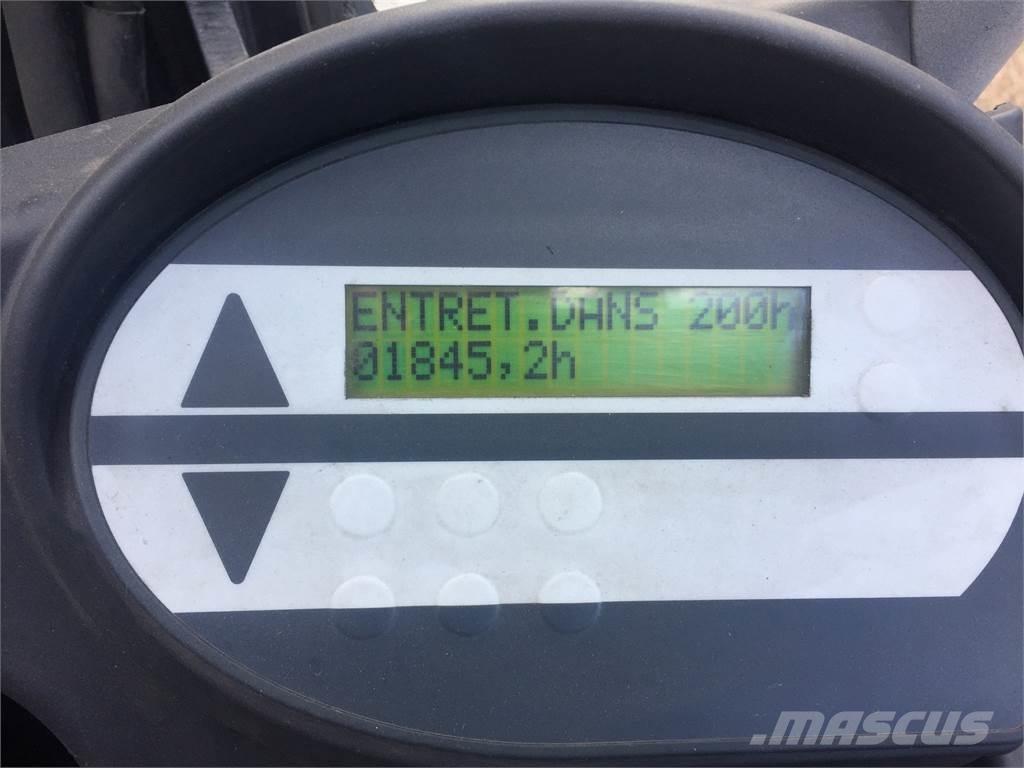 ENTRET.DANS 200h
01845,2h
MASCUS